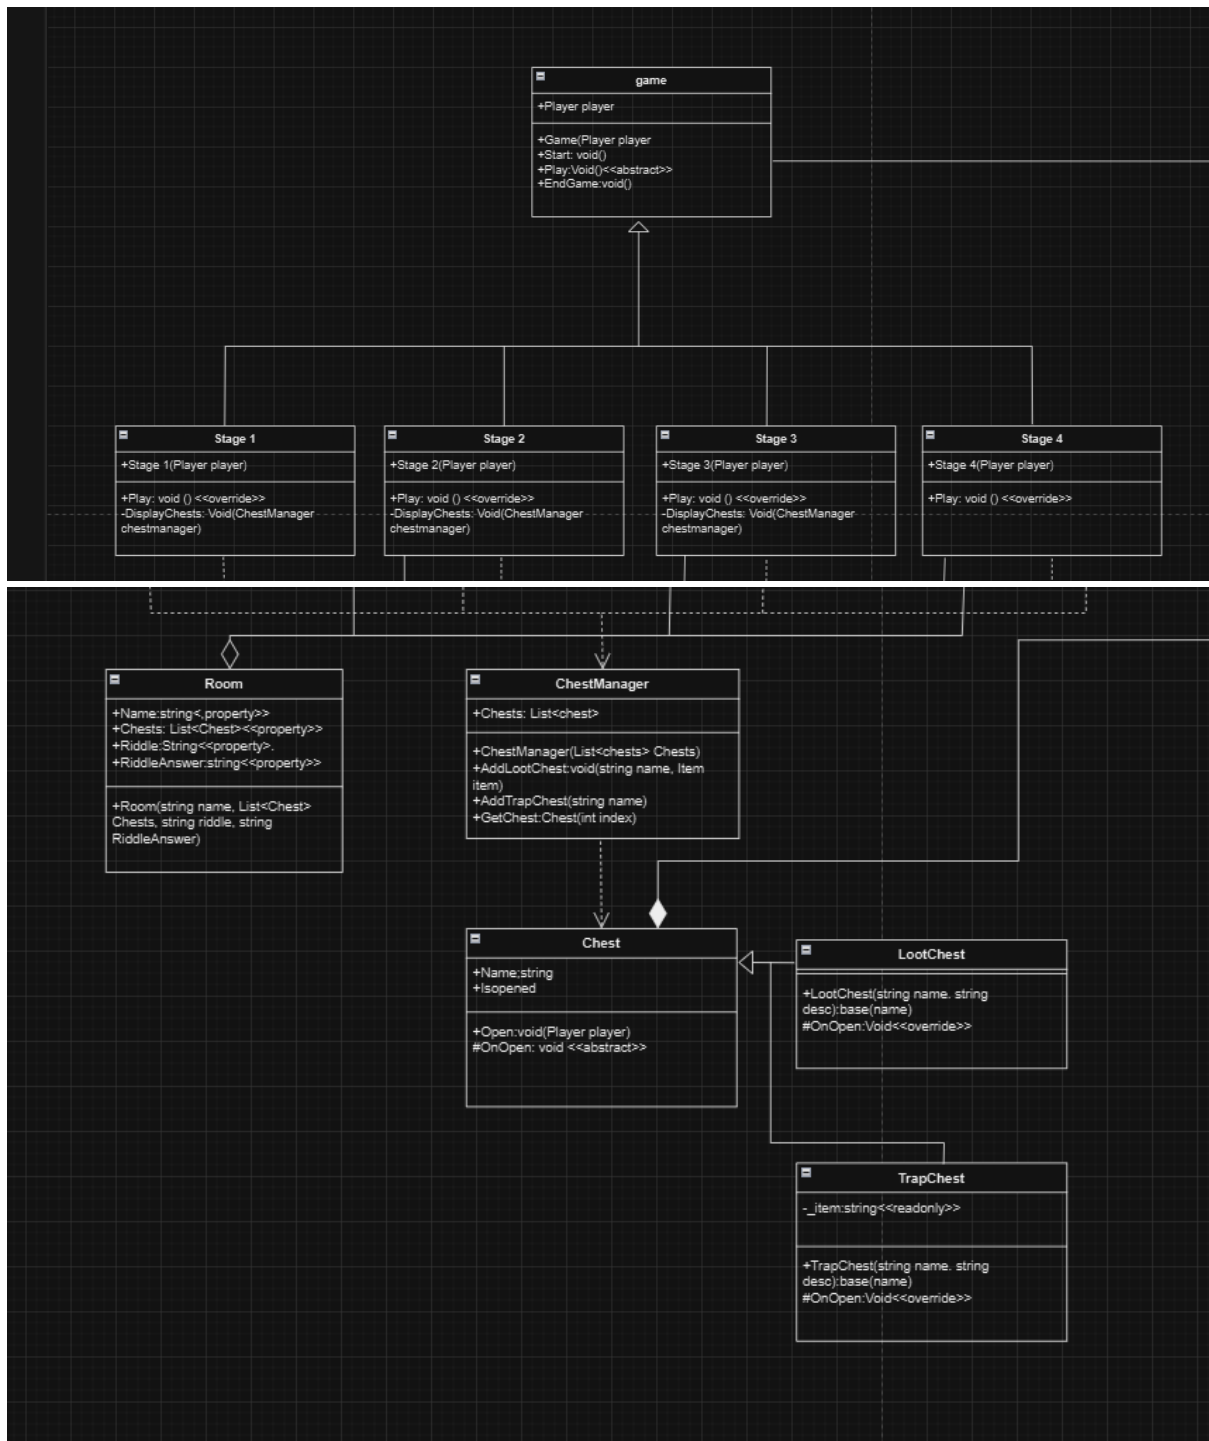 game
+Player player
+Game(Player player
+Start: void()
+Play:Void()<<abstract>>
+EndGame:void()
Stage 1
+Stage 1(Player player)
+Play: void () <<override>>
-DisplayChests: Void(ChestManager
chestmanager)
Stage 2
+Stage 2(Player player)
+Play: void () <<override>>
-DisplayChests: Void(ChestManager
chestmanager)
Stage 3
+Stage 3(Player player)
+Play: void () <<override>>
-DisplayChests: Void(ChestManager
chestmanager)
Stage 4
+Stage 4(Player player)
+Play: void () <<override>>
Room
+Name:string<,property>>
+Chests: List<Chest><<property>>
+Riddle:String<<property>.
+RiddleAnswer:string<<property>>
+Room(string name, List<Chest>
Chests, string riddle, string
RiddleAnswer)
ChestManager
+Chests: List<chest>
+ChestManager(List<chests> Chests)
+AddLootChest:void(string name, Item
item)
+AddTrapChest(string name)
+GetChest:Chest(int index)
Chest
+Name;string
+Isopened
+Open:void(Player player)
#OnOpen: void <<abstract>>
LootChest
+LootChest(string name. string
desc):base(name)
#OnOpen:Void<<override>>
TrapChest
-_item:string<<readonly>>
+TrapChest(string name. string
desc):base(name)
#OnOpen:Void<<override>>